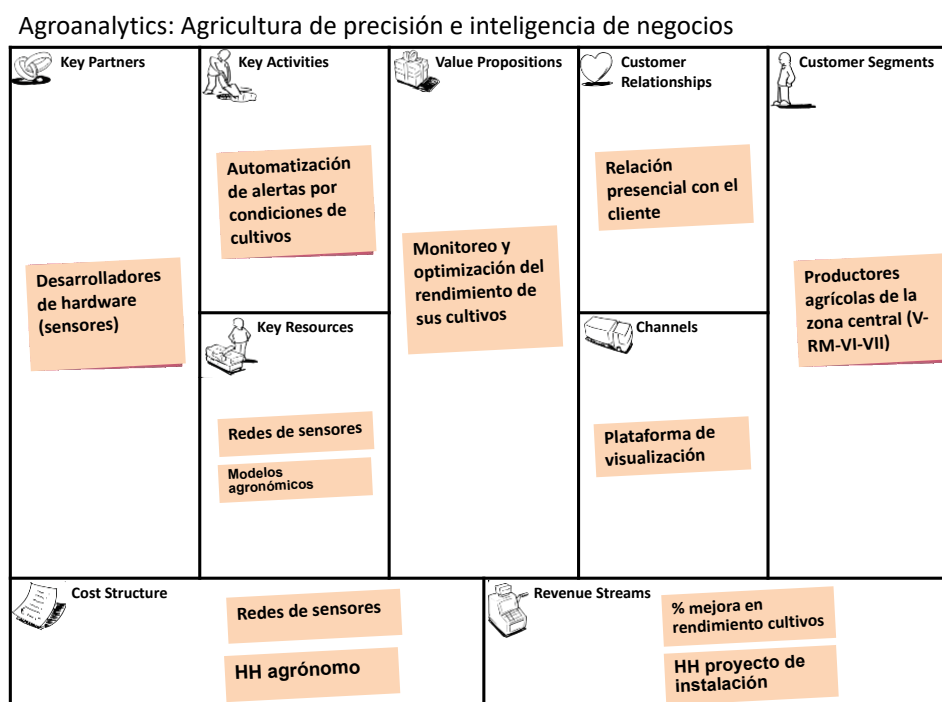 Agroanalytics: Agricultura de precisión e inteligencia de negocios
Key Partners
Desarrolladores
de hardware
(sensores)
Key Activities
Automatización
de alertas por
condiciones de
cultivos
Key Resources
Redes de sensores
Modelos
agronómicos
Value Propositions
Monitoreo y
optimización del
rendimiento de
sus cultivos
Customer
Relationships
Relación
presencial con el
cliente
Channels
Plataforma de
visualización
Customer Segments
Productores
agrícolas de la
zona central (V-
RM-VI-VII)
Cost Structure
Redes de sensores
HH agrónomo
Revenue Streams
% mejora en
rendimiento cultivos
HH proyecto de
instalación